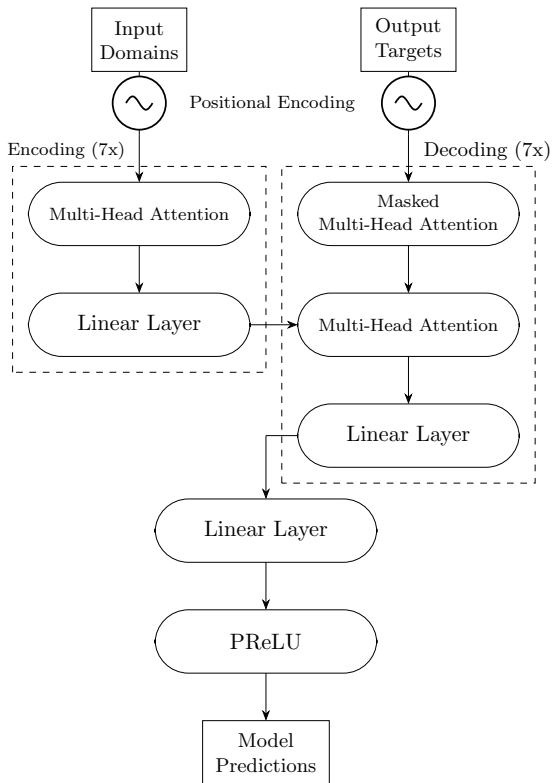 Input
Domains
Output
Targets
Positional Encoding
Encoding (7x)
Decoding (7x)
Multi-Head Attention
Masked
Multi-Head Attention
Linear Layer
Multi-Head Attention
Linear Layer
Linear Layer
PReLU
Model
Predictions